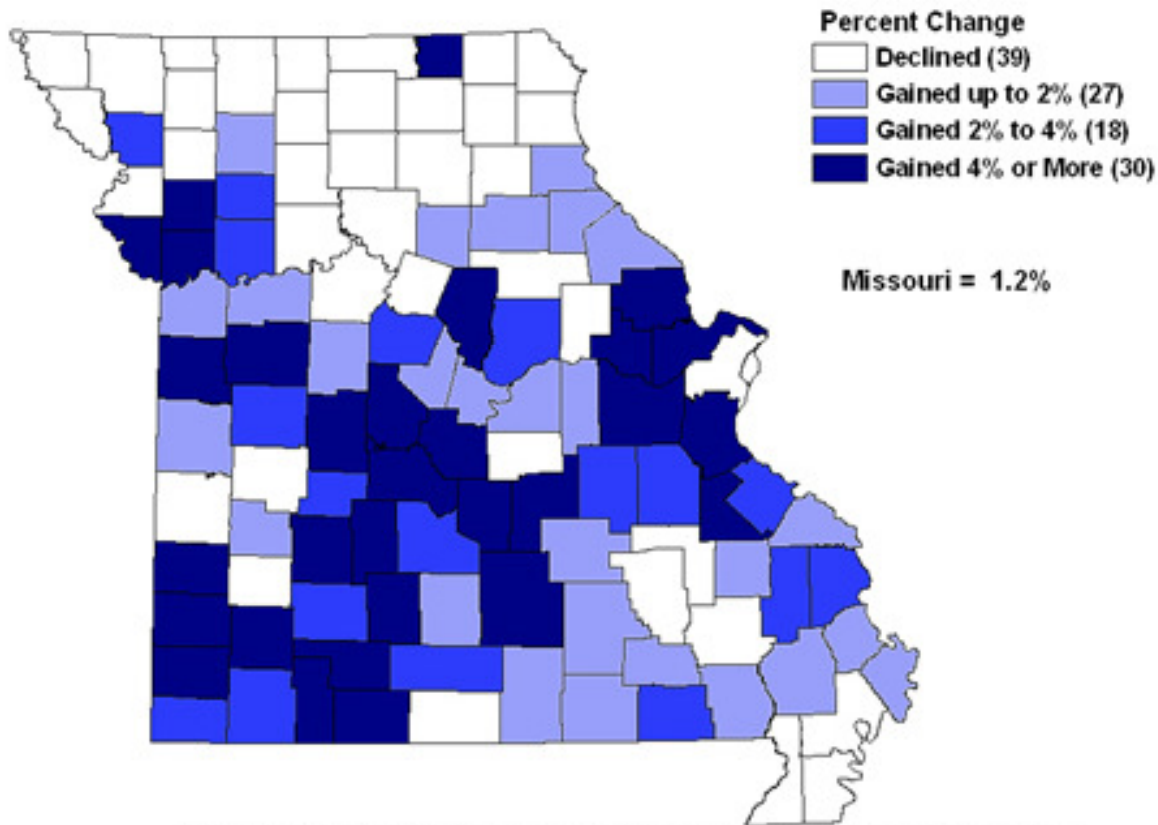 Percent Change
Declined (39)
Gained up to 2% (27)
Gained 2% to 4% (18)
Gained 4% or More (30)
Missouri = 1.2%